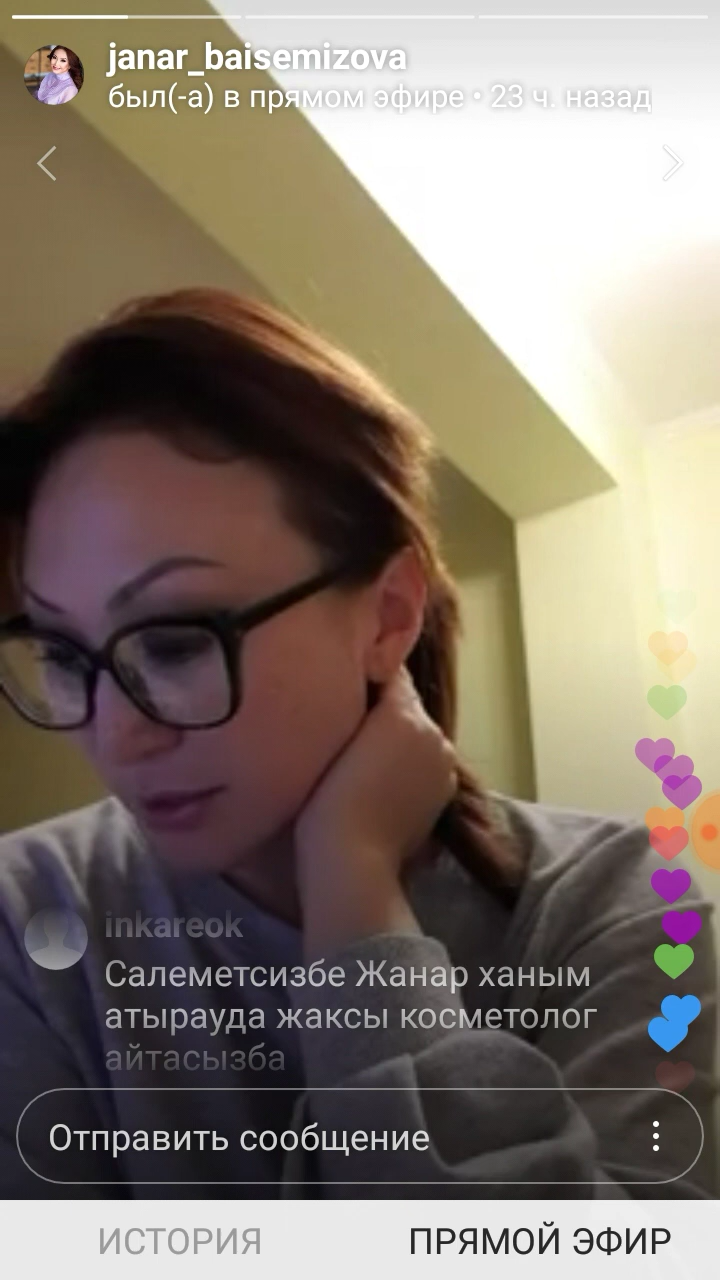 janar_baisemizova
был(-а) в прямом эфире • 23 ч. назад
inkareok
Салеметсизбе Жанар ханым
атырауда жаксы косметолог
айтасызба
Отправить сообщение
ИСТОРИЯ
ПРЯМОЙ ЭФИР